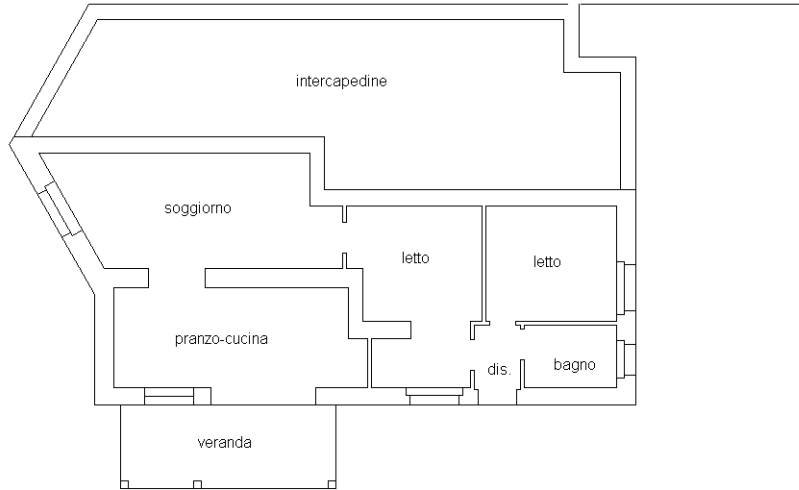 intercapedine
soggiorno
letto
letto
pranzo-cucina
dis.
bagno
veranda